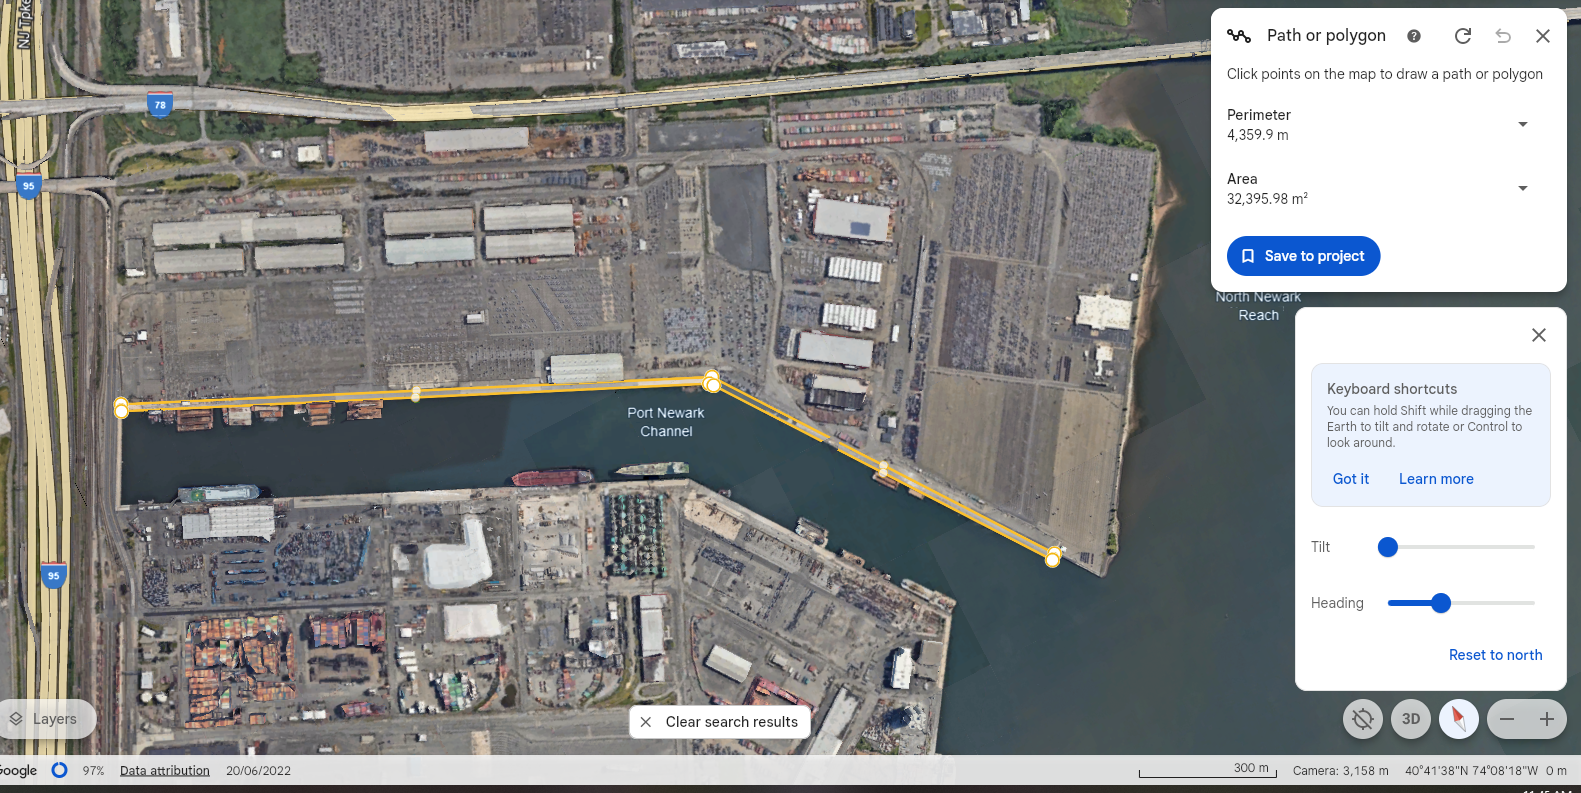 NJ Tpke
78
95
95
Port Newark
Channel
North Newark
Reach
Path or polygon
Click points on the map to draw a path or polygon
Perimeter
4,359.9 m
Area
32,395.98 m²
Save to project
Keyboard shortcuts
You can hold Shift while dragging the
Earth to tilt and rotate or Control to
look around.
Got it
Learn more
Tilt
Heading
Reset to north
Layers
Clear search results
3D
Google
97%
Data attribution
20/06/2022
300 m
Camera: 3,158 m
40°41'38"N 74°08'18"W
0 m